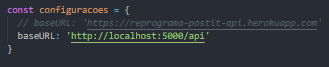 const configuracoes = {
// baseURL: 'https://reprograma-postit-api.herokuapp.com'
baseURL: 'http://localhost:5000/api'
}